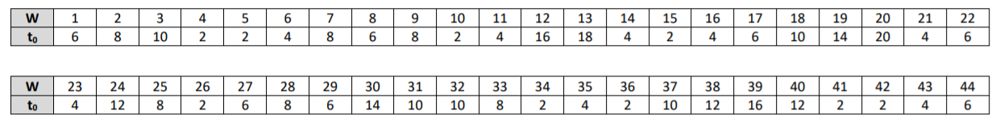 W 1 2 3 4 5 6 7 8 9 10 11 12 13 14 15 16 17 18 19 20 21 22
t₀ 6 8 10 2 2 4 8 6 8 2 4 16 18 4 2 4 6 10 14 20 4 6
W 23 24 25 26 27 28 29 30 31 32 33 34 35 36 37 38 39 40 41 42 43 44
t₀ 4 12 8 2 6 8 6 14 10 10 8 2 4 2 10 12 16 12 2 2 4 6